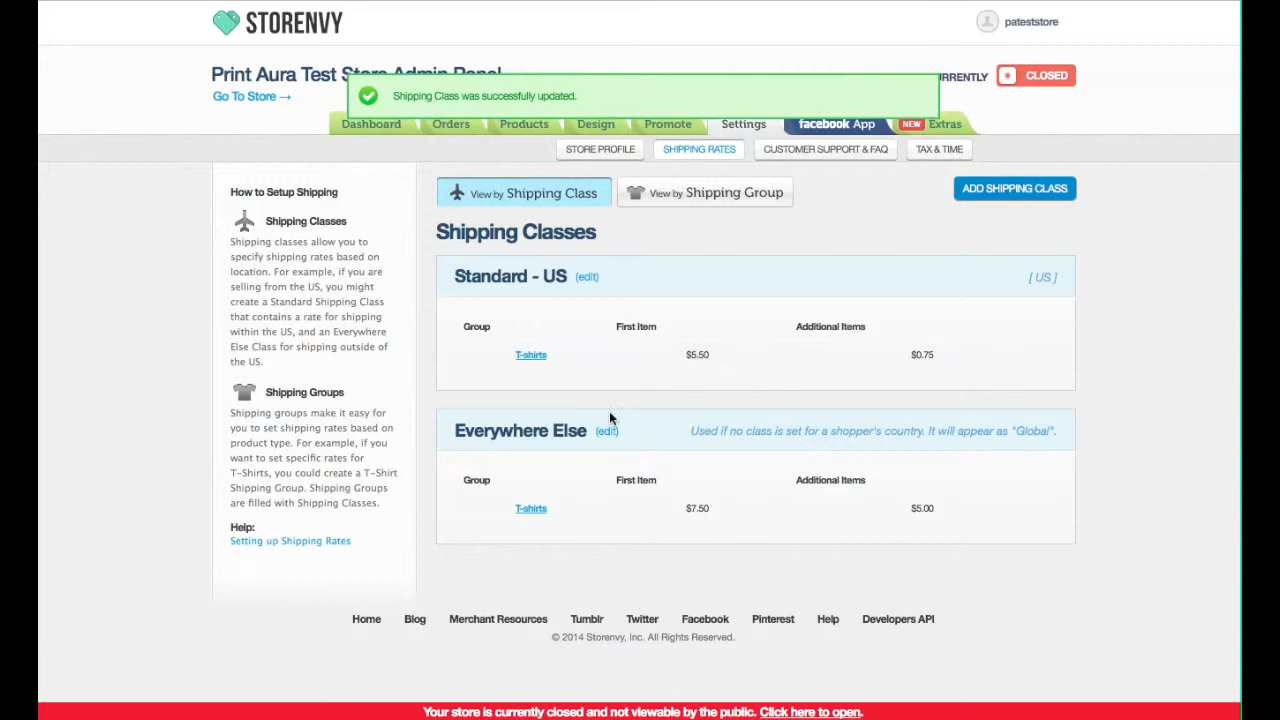 STORENVY
pateststore
Print Aura Test Store Admin Panel
Go To Store →
CLOSED
Shipping Class was successfully updated.
Dashboard
Orders
Products
Design
Promote
Settings
facebook App
NEW Extras
STORE PROFILE
SHIPPING RATES
CUSTOMER SUPPORT & FAQ
TAX & TIME
How to Setup Shipping
Shipping Classes
Shipping classes allow you to
specify shipping rates based on
location. For example, if you are
selling from the US, you might
create a Standard Shipping Class
that contains a rate for shipping
within the US, and an Everywhere
Else Class for shipping outside of
the US.
Shipping Groups
Shipping groups make it easy for
you to set shipping rates based on
product type. For example, if you
want to set specific rates for
T-Shirts, you could create a T-Shirt
Shipping Group. Shipping Groups
are filled with Shipping Classes.
Help:
Setting up Shipping Rates
View by Shipping Class
View by Shipping Group
ADD SHIPPING CLASS
Shipping Classes
Standard - US (edit)
[ US ]
Group First Item Additional Items
T-shirts $5.50 $0.75
Everywhere Else (edit)
Used if no class is set for a shopper's country. It will appear as "Global".
Group First Item Additional Items
T-shirts $7.50 $5.00
Home Blog Merchant Resources Tumblr Twitter Facebook Pinterest Help Developers API
© 2014 Storenvy, Inc. All Rights Reserved.
Your store is currently closed and not viewable by the public. Click here to open.